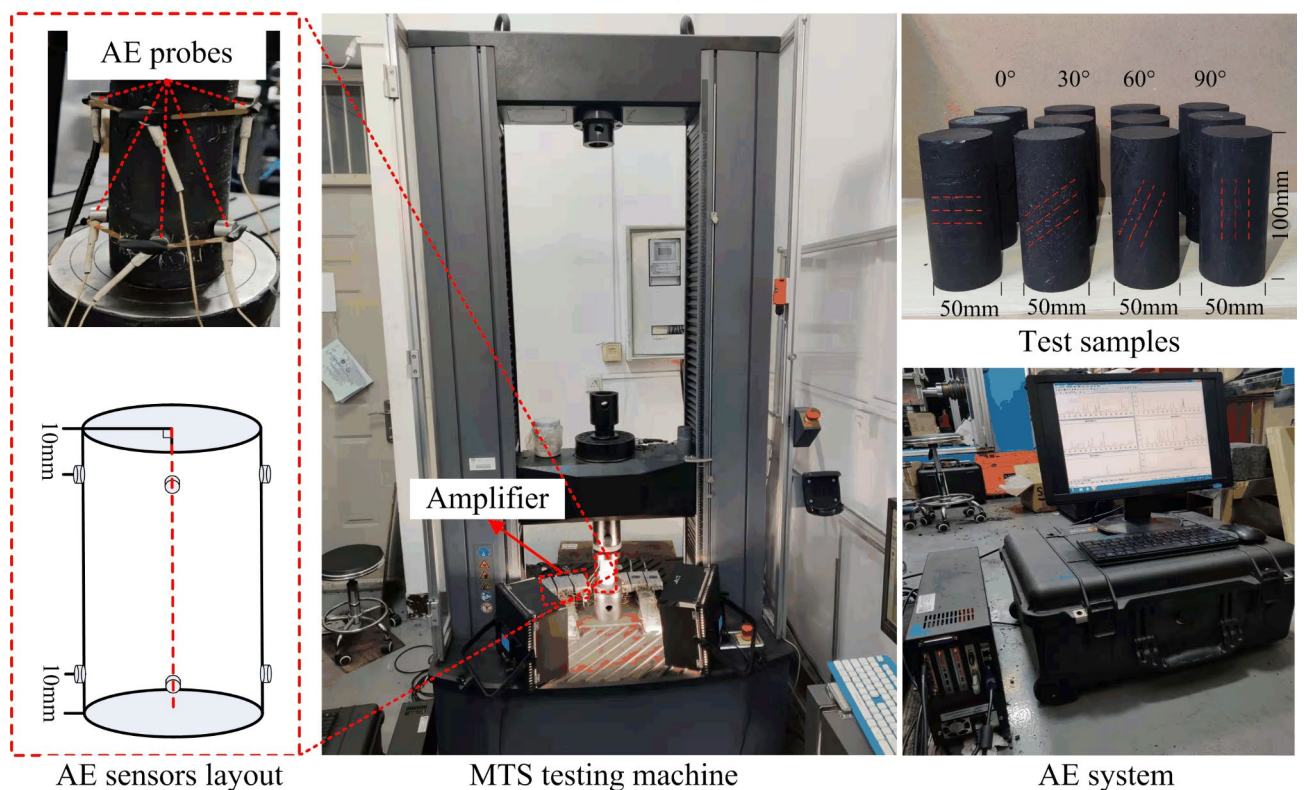 AE probes
10mm
10mm
AE sensors layout
Amplifier
MTS testing machine
0° 30° 60° 90°
100mm
50mm 50mm 50mm 50mm
Test samples
AE system